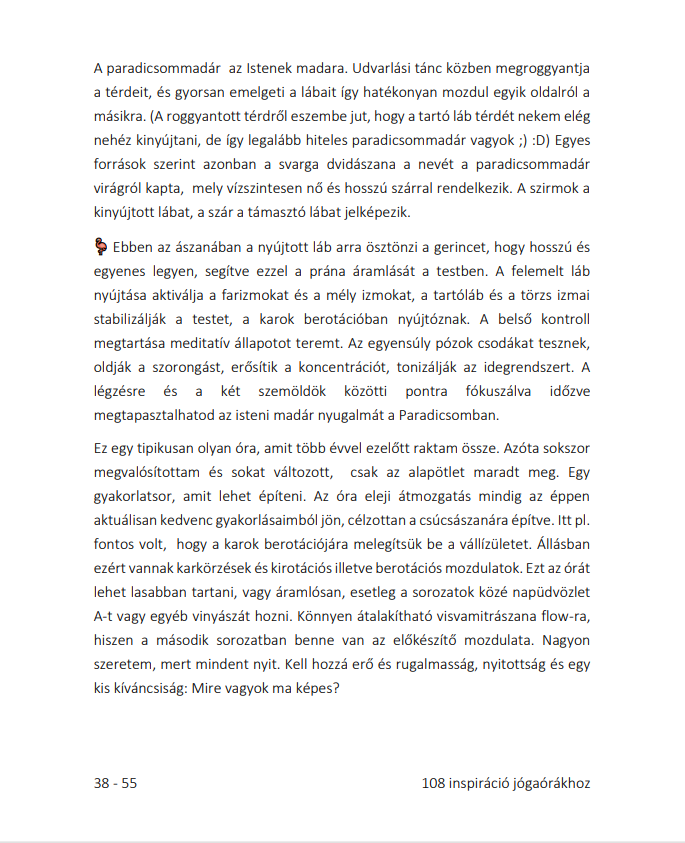 A paradicsommadár  az Istenek madara. Udvarlási tánc közben megroggyantja
a térdeit, és gyorsan emelgeti a lábait így hatékonyan mozdul egyik oldalról a
másikra. (A roggyantott térdről eszembe jut, hogy a tartó láb térdét nekem elég
nehéz kinyújtani, de így legalább hiteles paradicsommadár vagyok ;) :D) Egyes
források szerint azonban a svarga dvidászana a nevét a paradicsommadár
virágról kapta,  mely vízszintesen nő és hosszú szárral rendelkezik. A szirmok a
kinyújtott lábat, a szár a támasztó lábat jelképezik.
🦩 Ebben az ászanában a nyújtott láb arra ösztönzi a gerincet, hogy hosszú és
egyenes legyen, segítve ezzel a prána áramlását a testben. A felemelt láb
nyújtása aktiválja a farizmokat és a mély izmokat, a tartóláb és a törzs izmai
stabilizálják a testet, a karok berotációban nyújtóznak. A belső kontroll
megtartása meditatív állapotot teremt. Az egyensúly pózok csodákat tesznek,
oldják a szorongást, erősítik a koncentrációt, tonizálják az idegrendszert. A
légzésre és a két szemöldök közötti pontra fókuszálva időzve
megtapasztalhatod az isteni madár nyugalmát a Paradicsomban.
Ez egy tipikusan olyan óra, amit több évvel ezelőtt raktam össze. Azóta sokszor
megvalósítottam és sokat változott,  csak az alapötlet maradt meg. Egy
gyakorlatsor, amit lehet építeni. Az óra eleji átmozgatás mindig az éppen
aktuálisan kedvenc gyakorlásaimból jön, célzottan a csúcsászanára építve. Itt pl.
fontos volt,  hogy a karok berotációjára melegítsük be a vállízületet. Állásban
ezért vannak karkörzések és kirotációs illetve berotációs mozdulatok. Ezt az órát
lehet lasabban tartani, vagy áramlósan, esetleg a sorozatok közé napüdvözlet
A-t vagy egyéb vinyászát hozni. Könnyen átalakítható visvamitrászana flow-ra,
hiszen a második sorozatban benne van az előkészítő mozdulata. Nagyon
szeretem, mert mindent nyit. Kell hozzá erő és rugalmasság, nyitottság és egy
kis kíváncsiság: Mire vagyok ma képes?
38 - 55
108 inspiráció jógaórákhoz